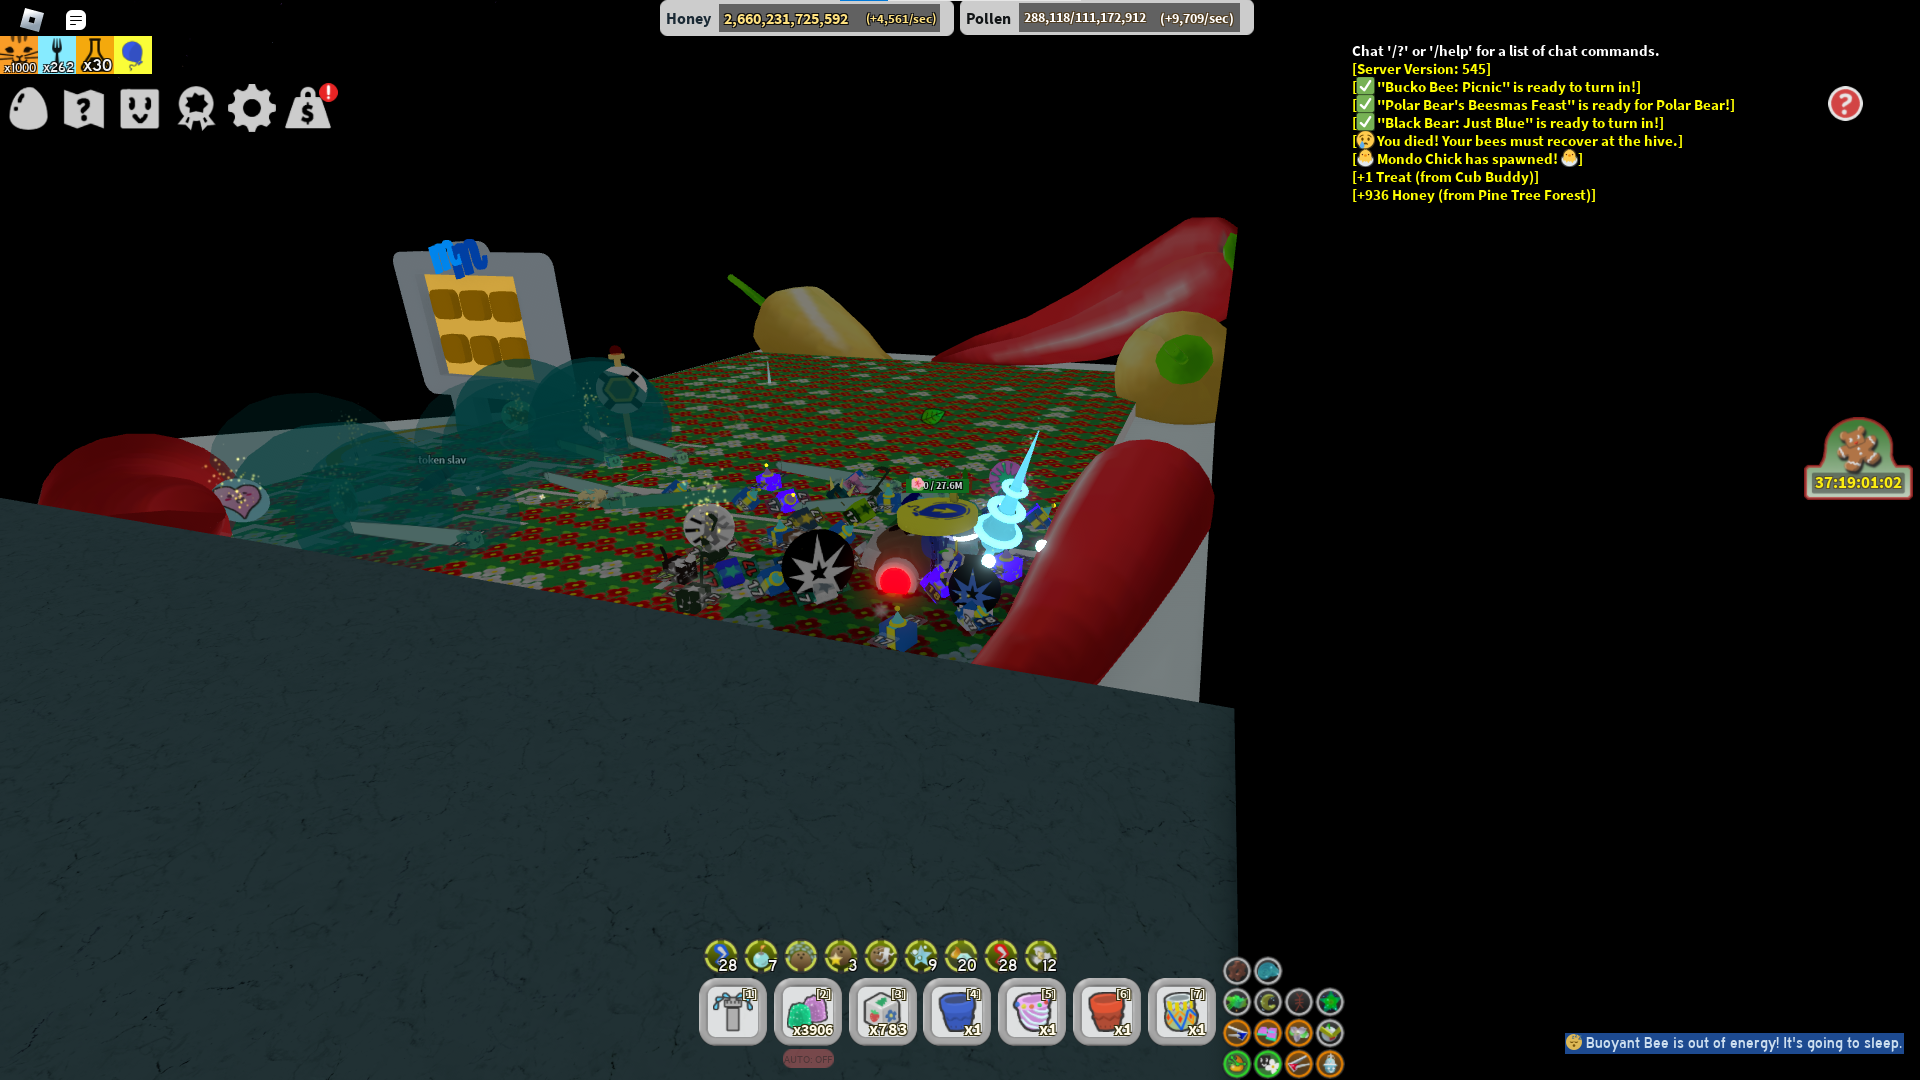 Honey 2,660,231,725,592 (+4,561/sec)
Pollen 288,118/111,172,912 (+9,709/sec)
x1000 x262 x30
Chat '/?' or '/help' for a list of chat commands.
[Server Version: 545]
[✅ "Bucko Bee: Picnic" is ready to turn in!]
[✅ "Polar Bear's Beesmas Feast" is ready for Polar Bear!]
[✅ "Black Bear: Just Blue" is ready to turn in!]
[😢 You died! Your bees must recover at the hive.]
[🐣 Mondo Chick has spawned! 🐣]
[+1 Treat (from Cub Buddy)]
[+936 Honey (from Pine Tree Forest)]
37:19:01:02
token slav
/ 27.6M
28 7 3 9 20 28 12
[1] [2] [3] [4] [5] [6] [7]
x3906 x783 x1 x1 x1 x1
AUTO: OFF
😴 Buoyant Bee is out of energy! It's going to sleep.